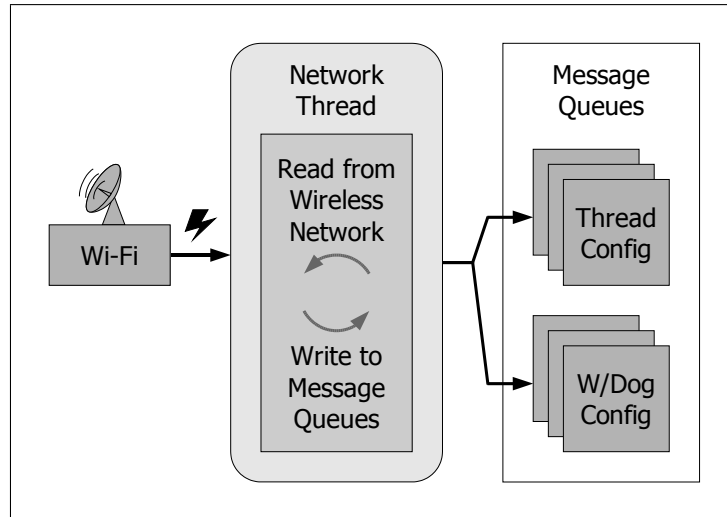 Network
Thread
Read from
Wireless
Network
Write to
Message
Queues
Wi-Fi
Message
Queues
Thread
Config
W/Dog
Config